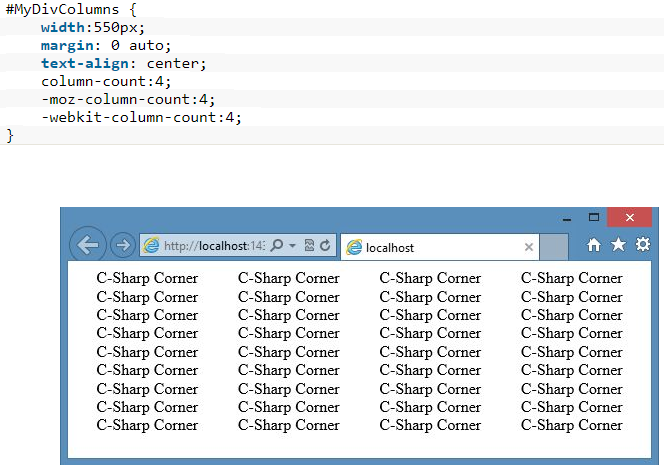 #MyDivColumns {
width:550px;
margin: 0 auto;
text-align: center;
column-count:4;
-moz-column-count:4;
-webkit-column-count:4;
}
http://localhost:143
localhost
C-Sharp Corner C-Sharp Corner C-Sharp Corner C-Sharp Corner
C-Sharp Corner C-Sharp Corner C-Sharp Corner C-Sharp Corner
C-Sharp Corner C-Sharp Corner C-Sharp Corner C-Sharp Corner
C-Sharp Corner C-Sharp Corner C-Sharp Corner C-Sharp Corner
C-Sharp Corner C-Sharp Corner C-Sharp Corner C-Sharp Corner
C-Sharp Corner C-Sharp Corner C-Sharp Corner C-Sharp Corner
C-Sharp Corner C-Sharp Corner C-Sharp Corner C-Sharp Corner
C-Sharp Corner C-Sharp Corner C-Sharp Corner C-Sharp Corner
C-Sharp Corner C-Sharp Corner C-Sharp Corner C-Sharp Corner